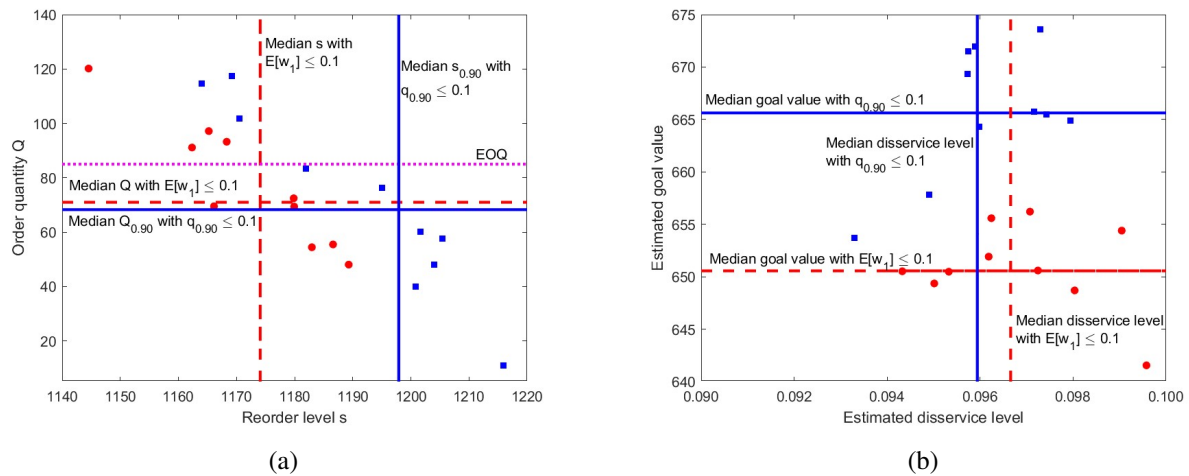 140
120
100
80
60
40
20
Order quantity Q
Median s with
E[w1] ≤ 0.1
Median s0.90 with
q0.90 ≤ 0.1
EOQ
Median Q with E[w1] ≤ 0.1
Median Q0.90 with q0.90 ≤ 0.1
1140 1150 1160 1170 1180 1190 1200 1210 1220
Reorder level s
(a)
675
670
665
660
655
650
645
640
Estimated goal value
Median goal value with q0.90 ≤ 0.1
Median disservice level
with q0.90 ≤ 0.1
Median goal value with E[w1] ≤ 0.1
Median disservice level
with E[w1] ≤ 0.1
0.090 0.092 0.094 0.096 0.098 0.100
Estimated disservice level
(b)